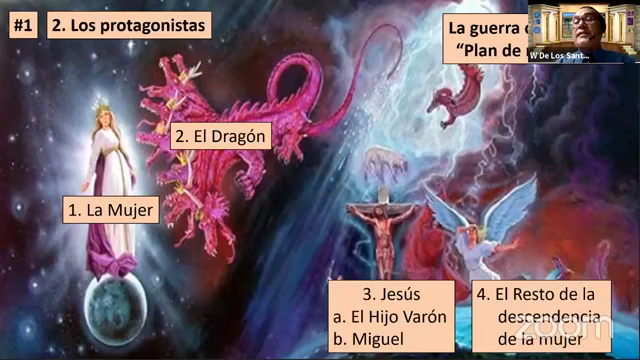 #1
2. Los protagonistas
La guerra
“Plan de
W De Los Sant...
2. El Dragón
1. La Mujer
3. Jesús
a. El Hijo Varón
b. Miguel
4. El Resto de la
descendencia
de la mujer
zoom